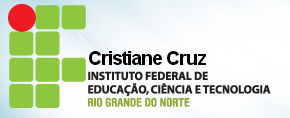 Cristiane Cruz
INSTITUTO FEDERAL DE
EDUCAÇÃO, CIÊNCIA E TECNOLOGIA
RIO GRANDE DO NORTE